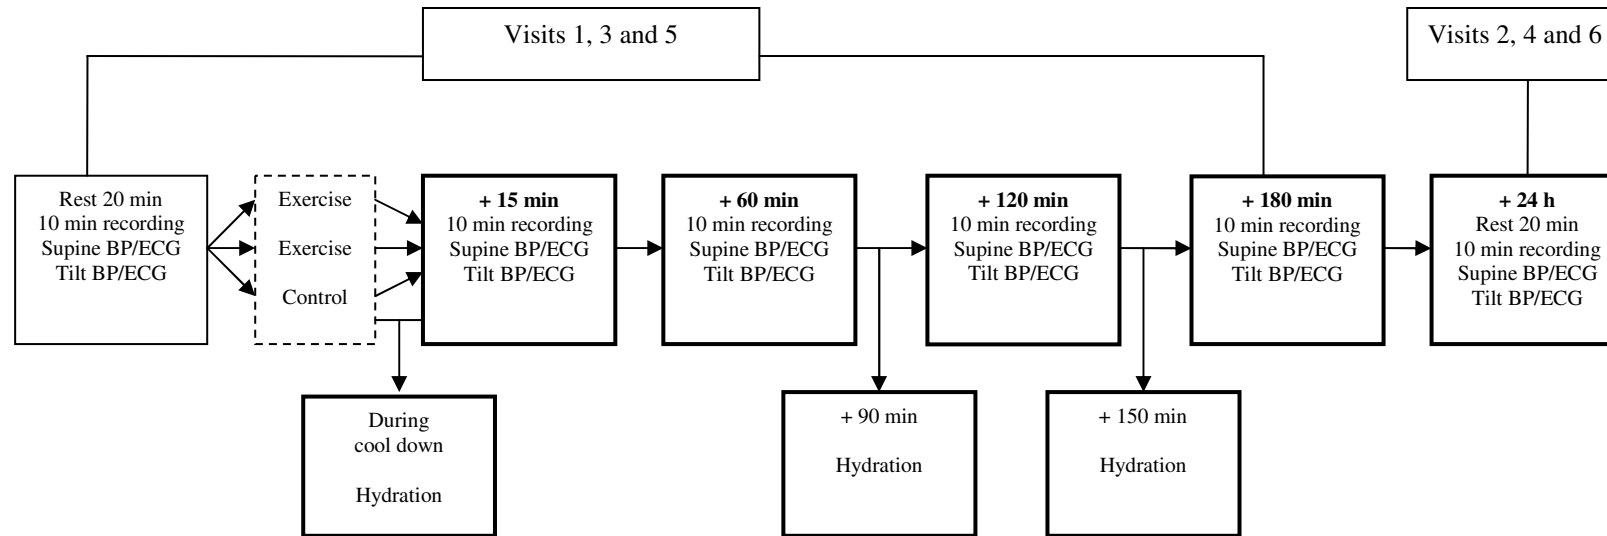 Visits 1, 3 and 5
Visits 2, 4 and 6
Rest 20 min
10 min recording
Supine BP/ECG
Tilt BP/ECG
Exercise
Exercise
Control
+ 15 min
10 min recording
Supine BP/ECG
Tilt BP/ECG
+ 60 min
10 min recording
Supine BP/ECG
Tilt BP/ECG
+ 120 min
10 min recording
Supine BP/ECG
Tilt BP/ECG
+ 180 min
10 min recording
Supine BP/ECG
Tilt BP/ECG
+ 24 h
Rest 20 min
10 min recording
Supine BP/ECG
Tilt BP/ECG
During
cool down
Hydration
+ 90 min
Hydration
+ 150 min
Hydration